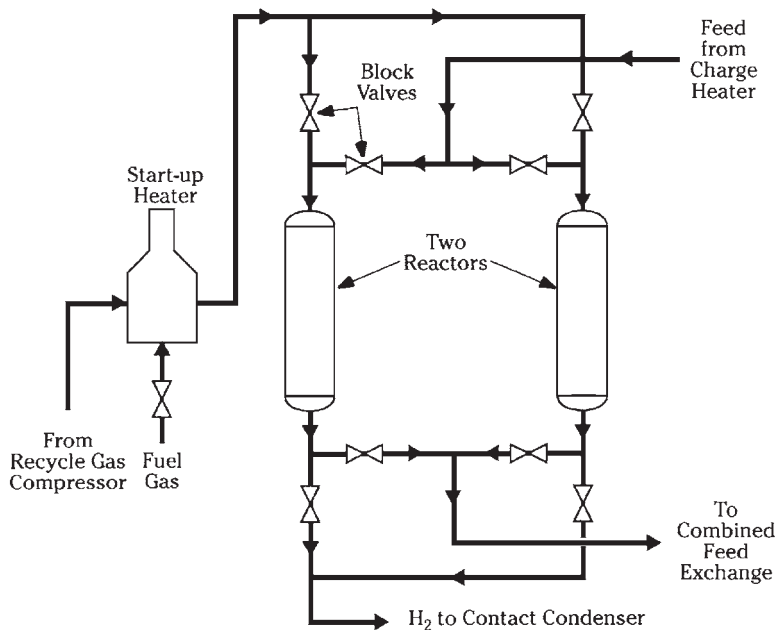 Feed
from
Charge
Heater
Block
Valves
Start-up
Heater
Two
Reactors
From
Recycle Gas
Compressor
Fuel
Gas
To
Combined
Feed
Exchange
H₂ to Contact Condenser